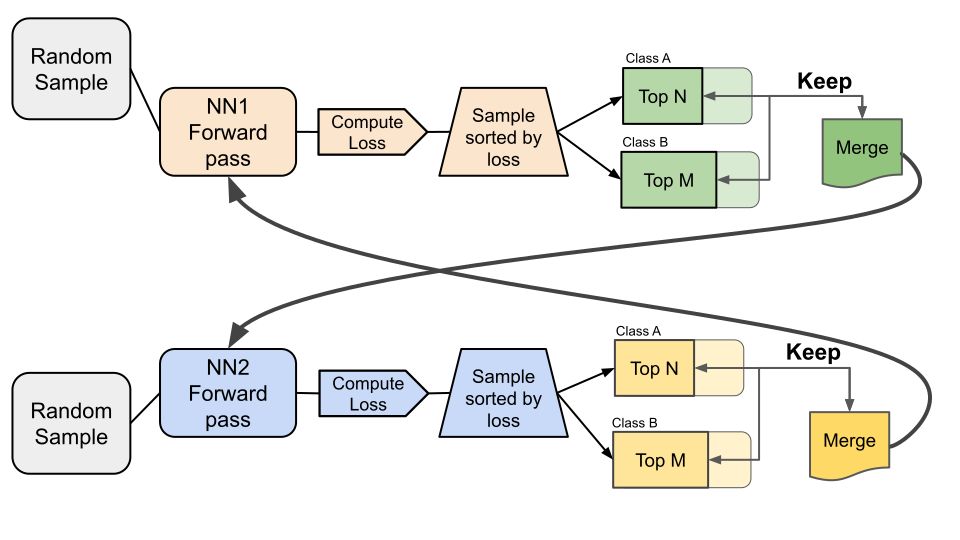 Random
Sample
NN1
Forward
pass
Compute
Loss
Sample
sorted by
loss
Class A
Top N
Class B
Top M
Keep
Merge
Random
Sample
NN2
Forward
pass
Compute
Loss
Sample
sorted by
loss
Class A
Top N
Class B
Top M
Keep
Merge